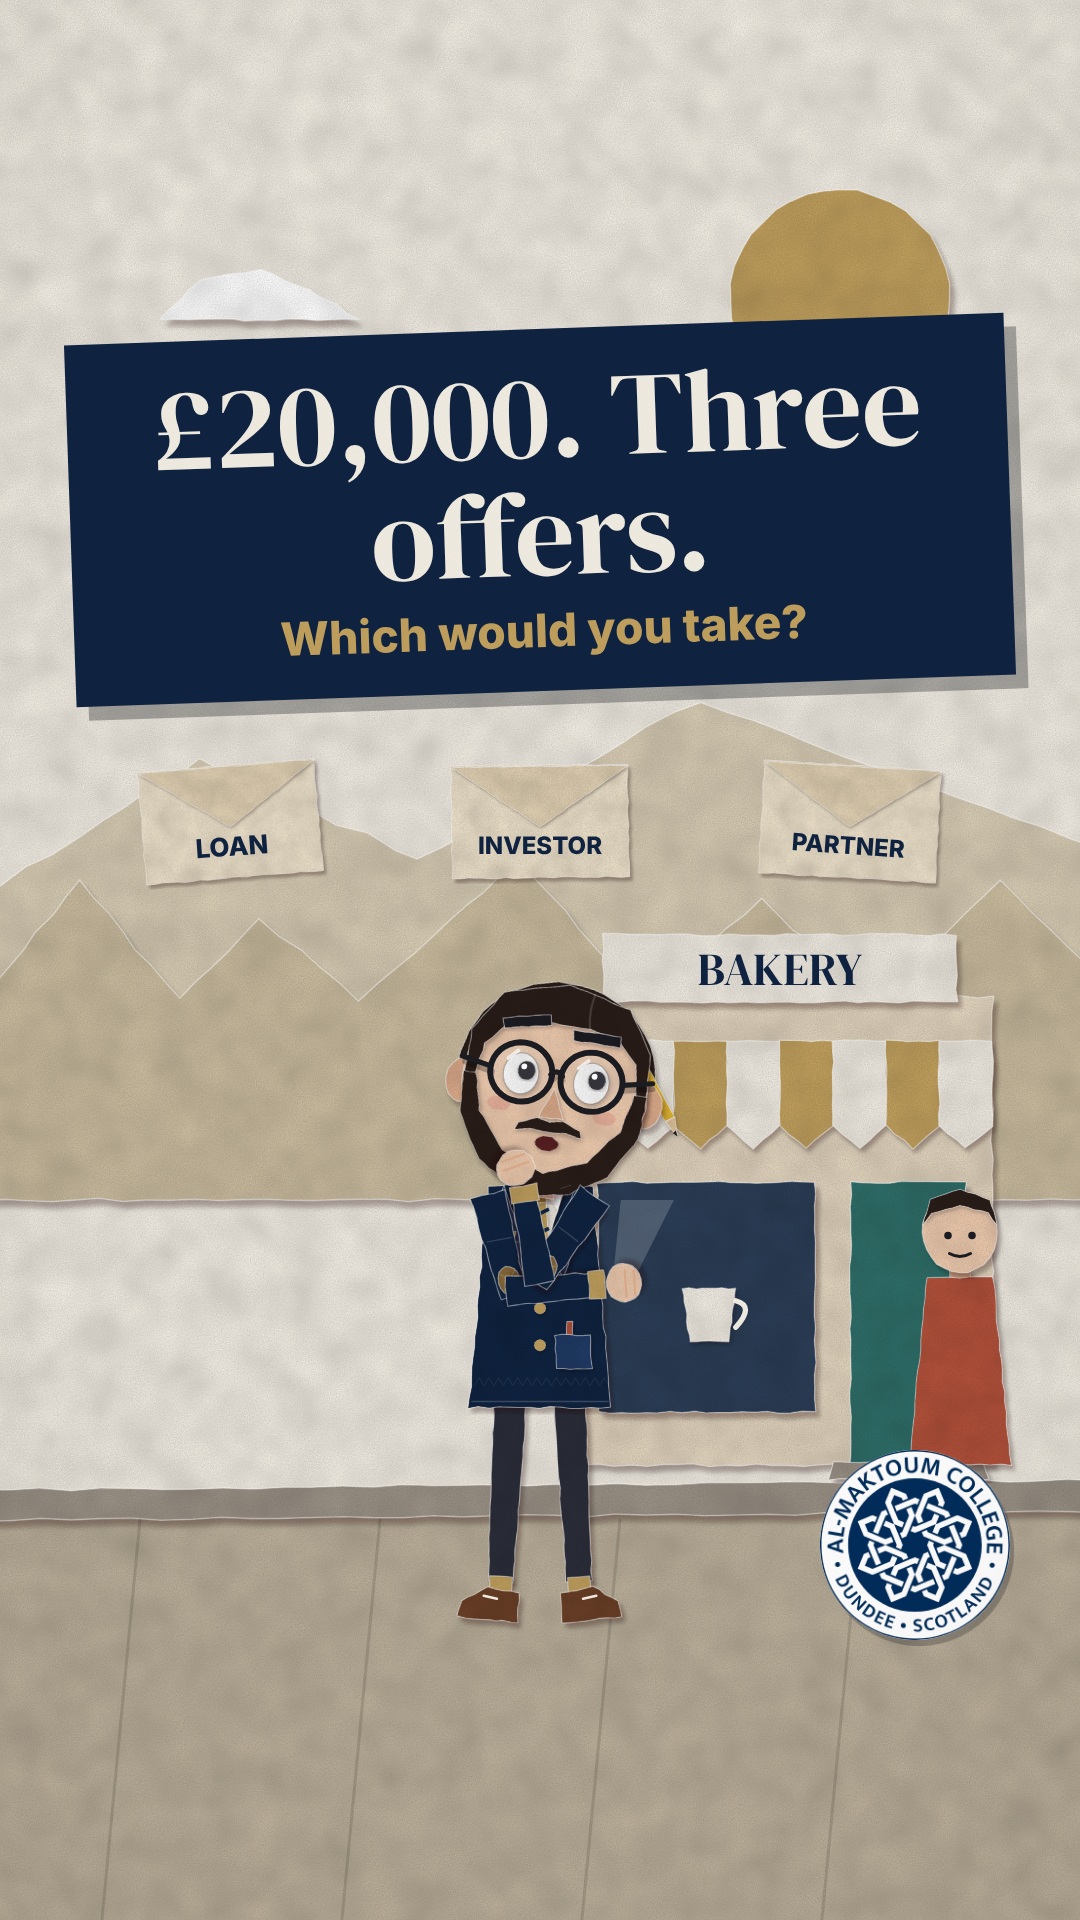 £20,000. Three
offers.
Which would you take?
LOAN
INVESTOR
PARTNER
BAKERY
AL-MAKTOUM COLLEGE
• DUNDEE • SCOTLAND •